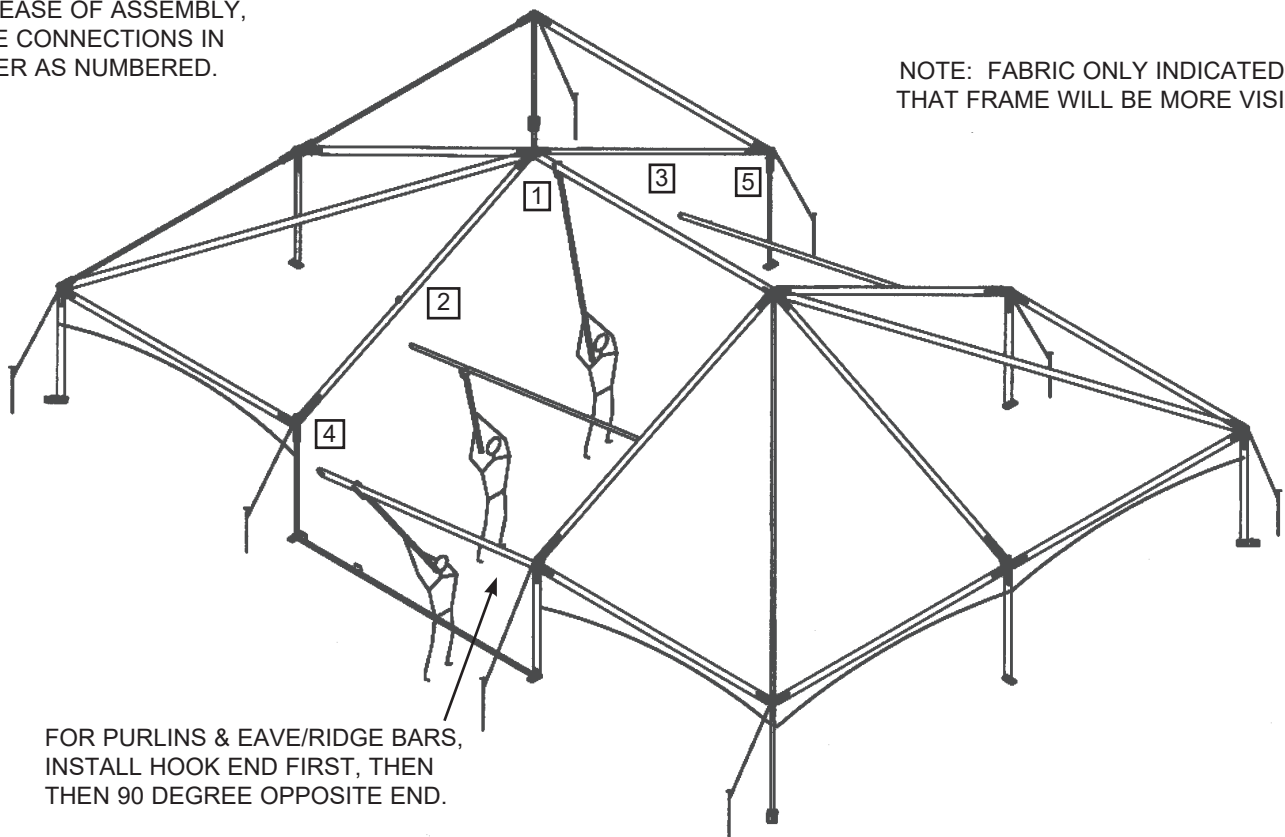 EASE OF ASSEMBLY,
E CONNECTIONS IN
ER AS NUMBERED.
NOTE: FABRIC ONLY INDICATED
THAT FRAME WILL BE MORE VISI
1
3
5
2
4
FOR PURLINS & EAVE/RIDGE BARS,
INSTALL HOOK END FIRST, THEN
THEN 90 DEGREE OPPOSITE END.